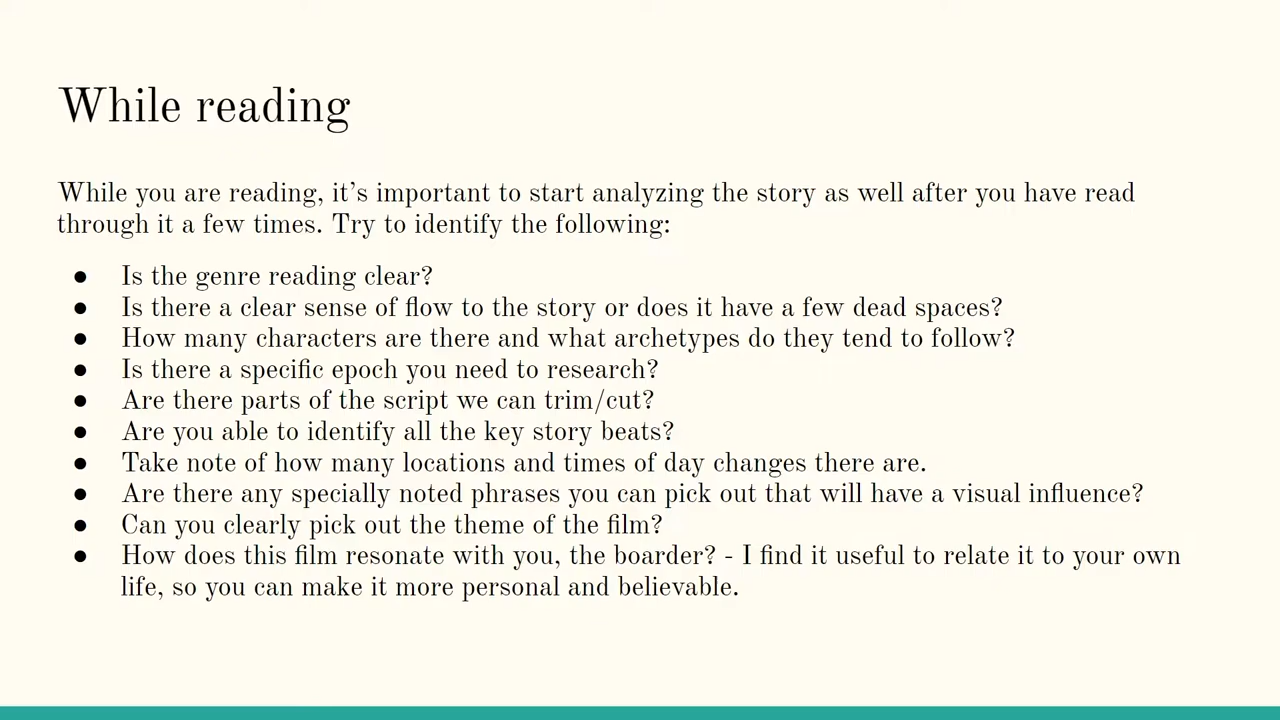 While reading
While you are reading, it's important to start analyzing the story as well after you have read
through it a few times. Try to identify the following:
● Is the genre reading clear?
● Is there a clear sense of flow to the story or does it have a few dead spaces?
● How many characters are there and what archetypes do they tend to follow?
● Is there a specific epoch you need to research?
● Are there parts of the script we can trim/cut?
● Are you able to identify all the key story beats?
● Take note of how many locations and times of day changes there are.
● Are there any specially noted phrases you can pick out that will have a visual influence?
● Can you clearly pick out the theme of the film?
● How does this film resonate with you, the boarder? - I find it useful to relate it to your own
life, so you can make it more personal and believable.